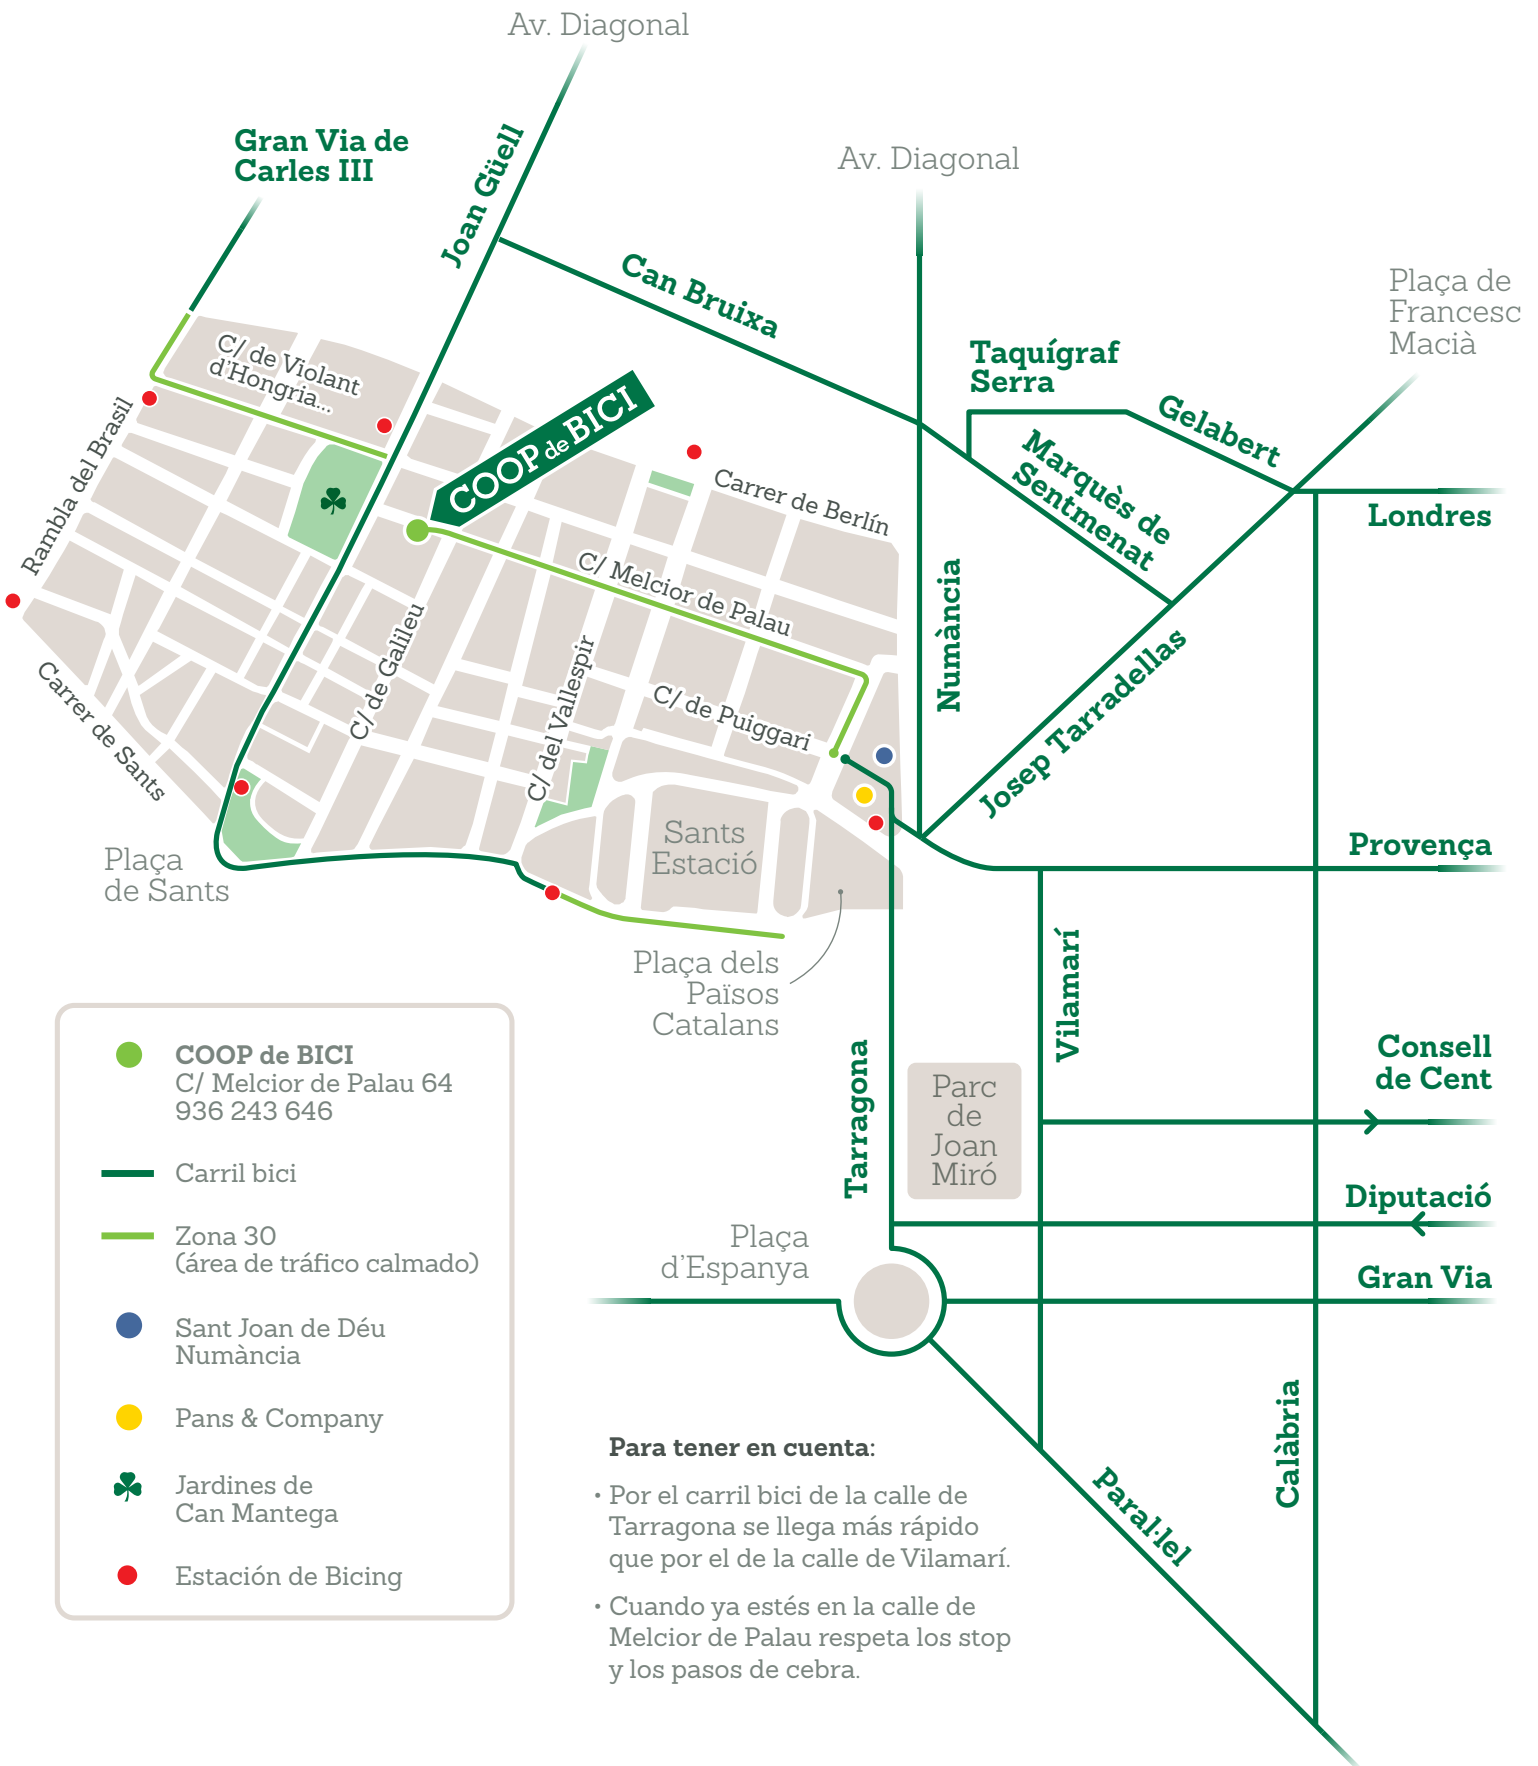 Av. Diagonal
Gran Via de
Carles III
Joan Güell
Av. Diagonal
Can Bruixa
Plaça de
Francesc
Macià
Taquígraf
Serra
Gelabert
C/ de Violant
d'Hongria...
COOP de BICI
Marquès de
Sentmenat
Rambla del Brasil
Carrer de Berlín
Londres
C/ Melcior de Palau
Numància
C/ de Galileu
C/ del Vallespir
Josep Tarradellas
Carrer de Sants
C/ de Puiggarí
Sants
Estació
Provença
Plaça
de Sants
Plaça dels
Països
Catalans
Vilamarí
Tarragona
Parc
de
Joan
Miró
Consell
de Cent
Diputació
Plaça
d'Espanya
Gran Via
Calàbria
Paral·lel
COOP de BICI
C/ Melcior de Palau 64
936 243 646
Carril bici
Zona 30
(área de tráfico calmado)
Sant Joan de Déu
Numància
Pans & Company
Jardines de
Can Mantega
Estación de Bicing
Para tener en cuenta:
• Por el carril bici de la calle de
Tarragona se llega más rápido
que por el de la calle de Vilamarí.
• Cuando ya estés en la calle de
Melcior de Palau respeta los stop
y los pasos de cebra.